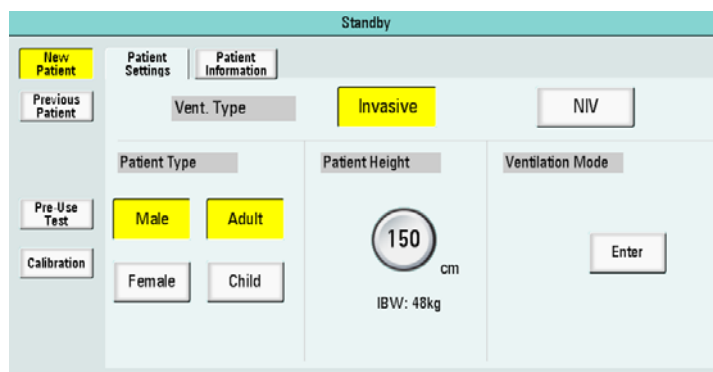 Standby
New
Patient
Previous
Patient
Pre-Use
Test
Calibration
Patient
Settings
Patient
Information
Vent. Type
Invasive
NIV
Patient Type
Male
Adult
Female
Child
Patient Height
150
cm
IBW: 48kg
Ventilation Mode
Enter